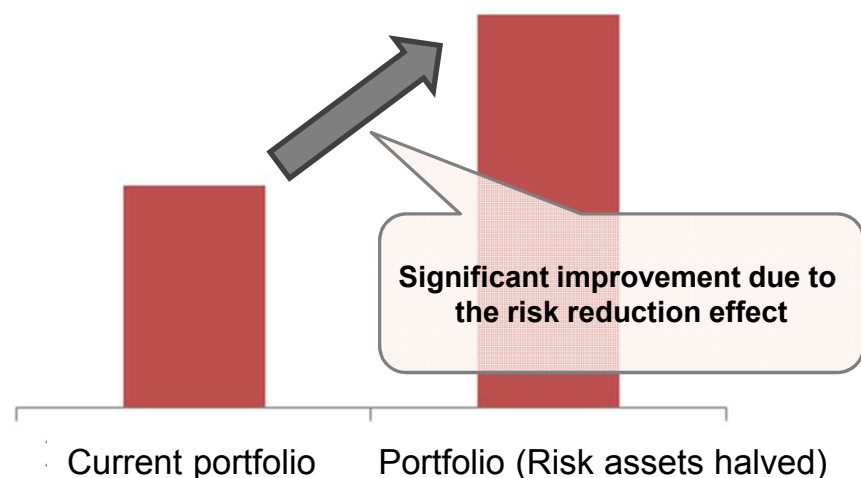 Significant improvement due to
the risk reduction effect
Current portfolio
Portfolio (Risk assets halved)